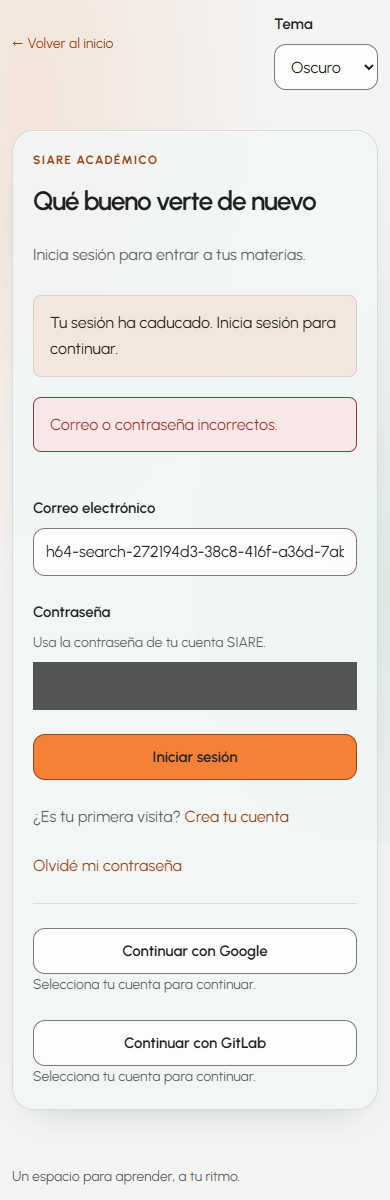 ← Volver al inicio
Tema
Oscuro
SIARE ACADÉMICO
Qué bueno verte de nuevo
Inicia sesión para entrar a tus materias.
Tu sesión ha caducado. Inicia sesión para
continuar.
Correo o contraseña incorrectos.
Correo electrónico
h64-search-272194d3-38c8-416f-a36d-7ab
Contraseña
Usa la contraseña de tu cuenta SIARE.
Iniciar sesión
¿Es tu primera visita? Crea tu cuenta
Olvidé mi contraseña
Continuar con Google
Selecciona tu cuenta para continuar.
Continuar con GitLab
Selecciona tu cuenta para continuar.
Un espacio para aprender, a tu ritmo.